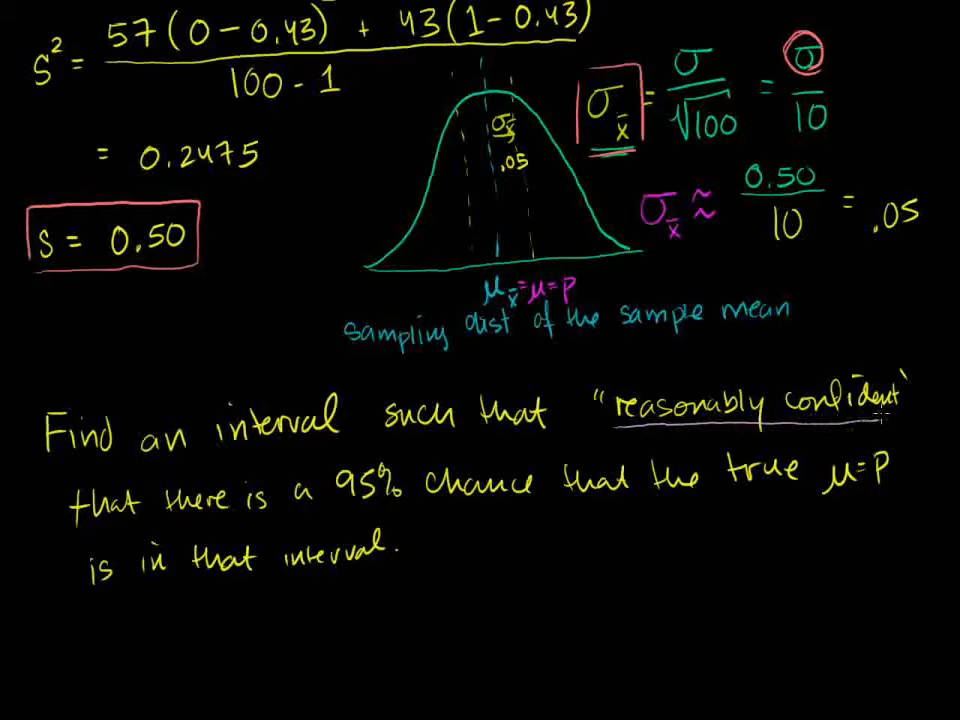 S² = 57(0-0.43) + 43(1-0.43) / 100 - 1
= 0.2475
S = 0.50
σx̄ = σ/√100 = σ/10
σx̄ ≈ 0.50/10 = .05
σx̄
.05
μx̄=μ=p
sampling dist of the sample mean
Find an interval such that "reasonably confident"
that there is a 95% chance that the true μ=p
is in that interval.